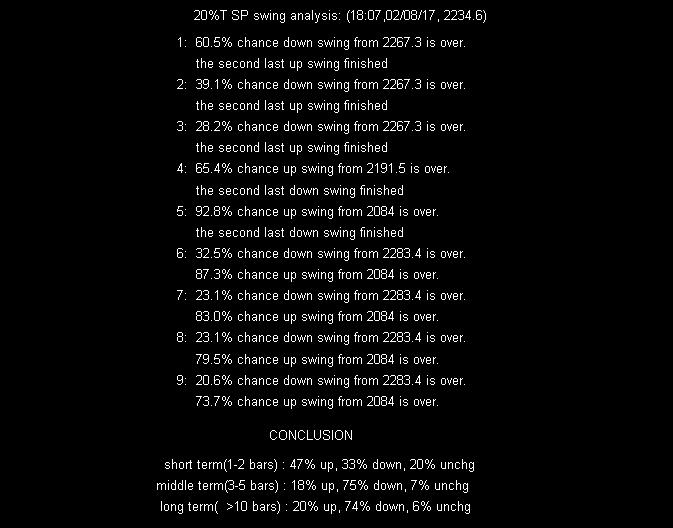 20%T SP swing analysis: (18:07,02/08/17, 2234.6)
1: 60.5% chance down swing from 2267.3 is over.
the second last up swing finished
2: 39.1% chance down swing from 2267.3 is over.
the second last up swing finished
3: 28.2% chance down swing from 2267.3 is over.
the second last up swing finished
4: 65.4% chance up swing from 2191.5 is over.
the second last down swing finished
5: 92.8% chance up swing from 2084 is over.
the second last down swing finished
6: 32.5% chance down swing from 2283.4 is over.
87.3% chance up swing from 2084 is over.
7: 23.1% chance down swing from 2283.4 is over.
83.0% chance up swing from 2084 is over.
8: 23.1% chance down swing from 2283.4 is over.
79.5% chance up swing from 2084 is over.
9: 20.6% chance down swing from 2283.4 is over.
73.7% chance up swing from 2084 is over.
CONCLUSION
short term(1-2 bars) : 47% up, 33% down, 20% unchg
middle term(3-5 bars) : 18% up, 75% down, 7% unchg
long term( >10 bars) : 20% up, 74% down, 6% unchg